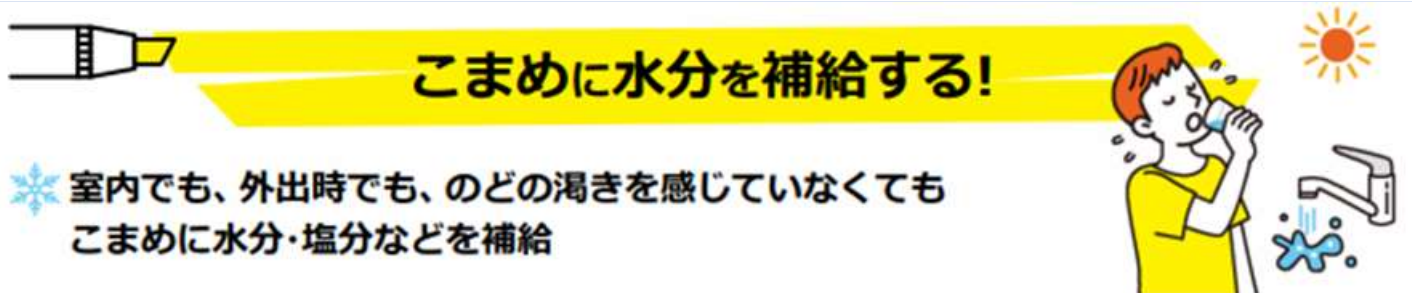 こまめに水分を補給する!
室内でも、外出時でも、のどの渇きを感じていなくても
こまめに水分・塩分などを補給